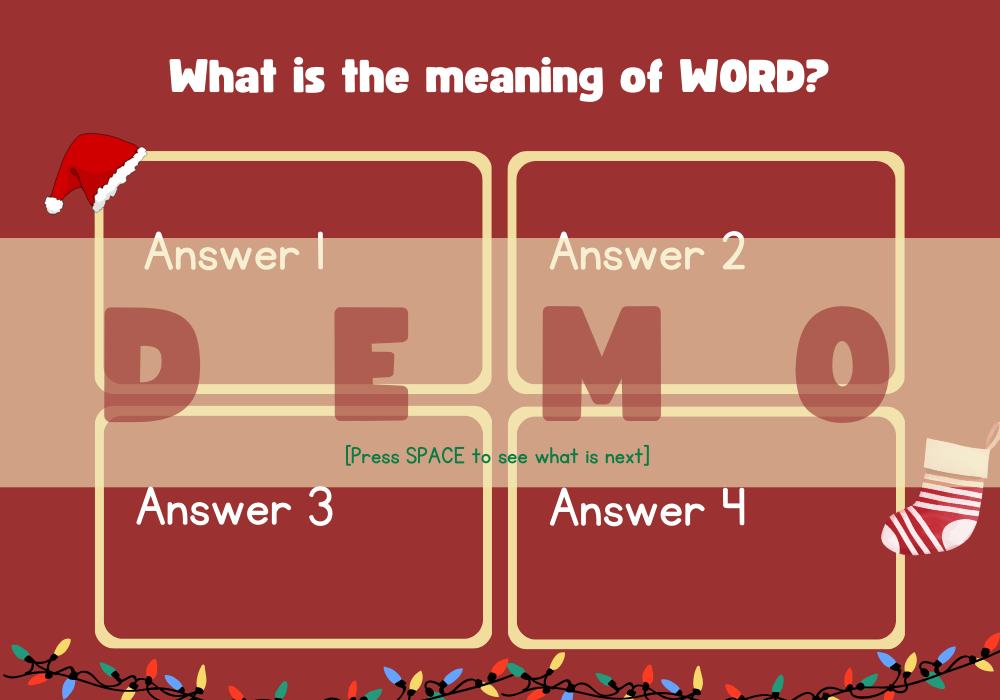 What is the meaning of WORD?
Answer 1
Answer 2
DEMO
[Press SPACE to see what is next]
Answer 3
Answer 4